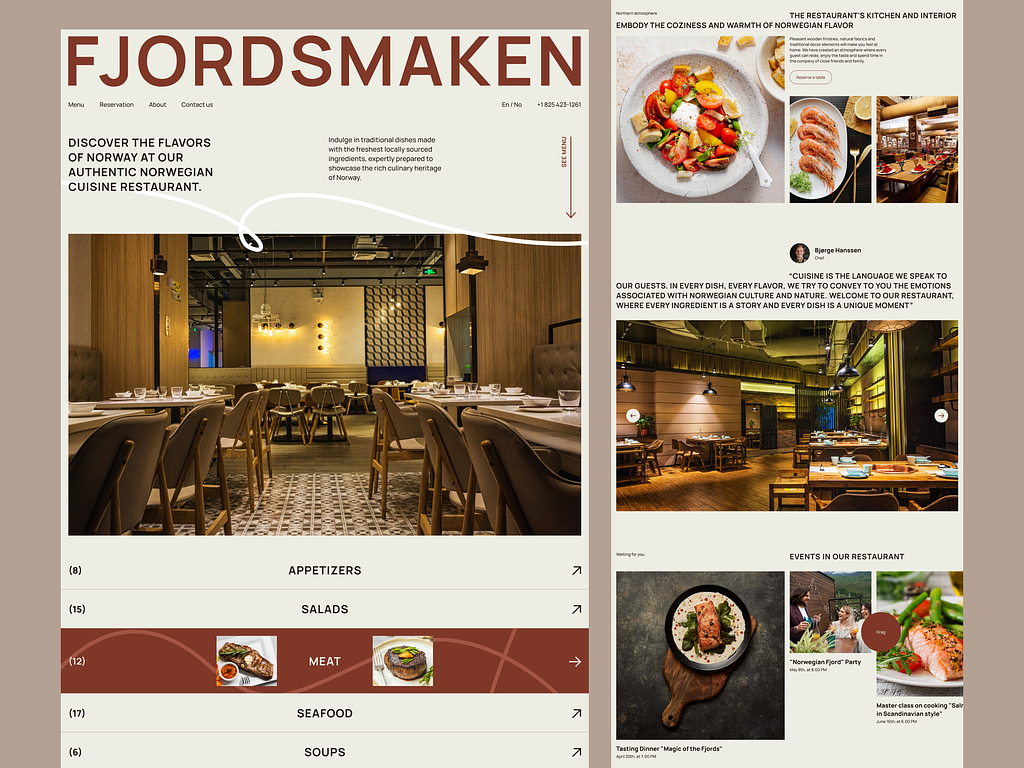 FJORDSMAKEN
Menu Reservation About Contact us En / No +1 825 423-1261
DISCOVER THE FLAVORS
OF NORWAY AT OUR
AUTHENTIC NORWEGIAN
CUISINE RESTAURANT.
Indulge in traditional dishes made
with the freshest locally sourced
ingredients, expertly prepared to
showcase the rich culinary heritage
of Norway.
SEE MENU
(8) APPETIZERS
(15) SALADS
(12) MEAT
(17) SEAFOOD
(6) SOUPS
Northern atmosphere
THE RESTAURANT'S KITCHEN AND INTERIOR
EMBODY THE COZINESS AND WARMTH OF NORWEGIAN FLAVOR
Pleasant wooden finishes, natural fabrics and
traditional decor elements will make you feel at
home. We have created an atmosphere where every
guest can relax, enjoy the taste and spend time in
the company of close friends and family.
Reserve a table
Bjørge Hanssen
Chef
"CUISINE IS THE LANGUAGE WE SPEAK TO
OUR GUESTS. IN EVERY DISH, EVERY FLAVOR, WE TRY TO CONVEY TO YOU THE EMOTIONS
ASSOCIATED WITH NORWEGIAN CULTURE AND NATURE. WELCOME TO OUR RESTAURANT,
WHERE EVERY INGREDIENT IS A STORY AND EVERY DISH IS A UNIQUE MOMENT"
Waiting for you
EVENTS IN OUR RESTAURANT
Drag
Tasting Dinner "Magic of the Fjords"
April 20th, at 7:00 PM
"Norwegian Fjord" Party
May 8th, at 8:00 PM
Master class on cooking "Salr
in Scandinavian style"
June 16th, at 6:00 PM